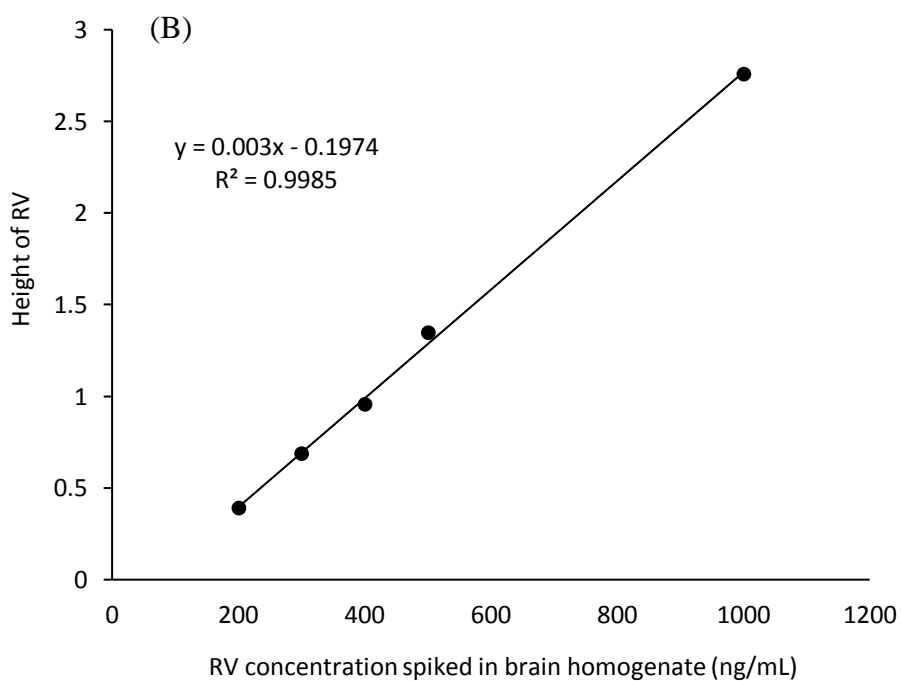 (B)
y = 0.003x - 0.1974
R² = 0.9985
Height of RV
3
2.5
2
1.5
1
0.5
0
0 200 400 600 800 1000 1200
RV concentration spiked in brain homogenate (ng/mL)